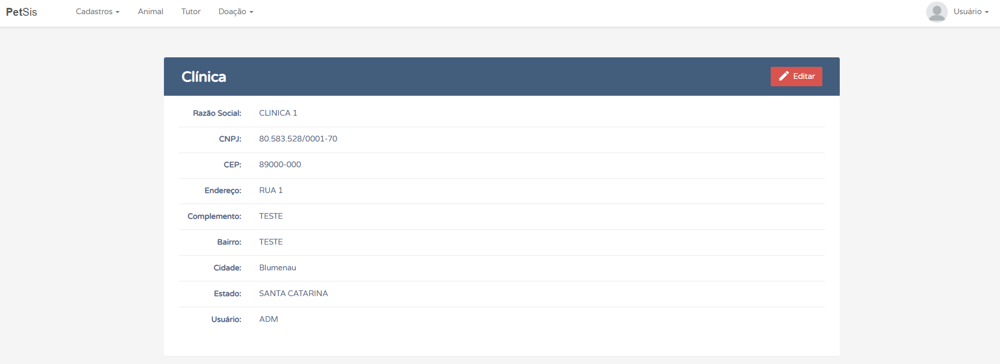 PetSis Cadastros Animal Tutor Doação Usuário
Clínica Editar
Razão Social: CLINICA 1
CNPJ: 80.583.528/0001-70
CEP: 89000-000
Endereço: RUA 1
Complemento: TESTE
Bairro: TESTE
Cidade: Blumenau
Estado: SANTA CATARINA
Usuário: ADM